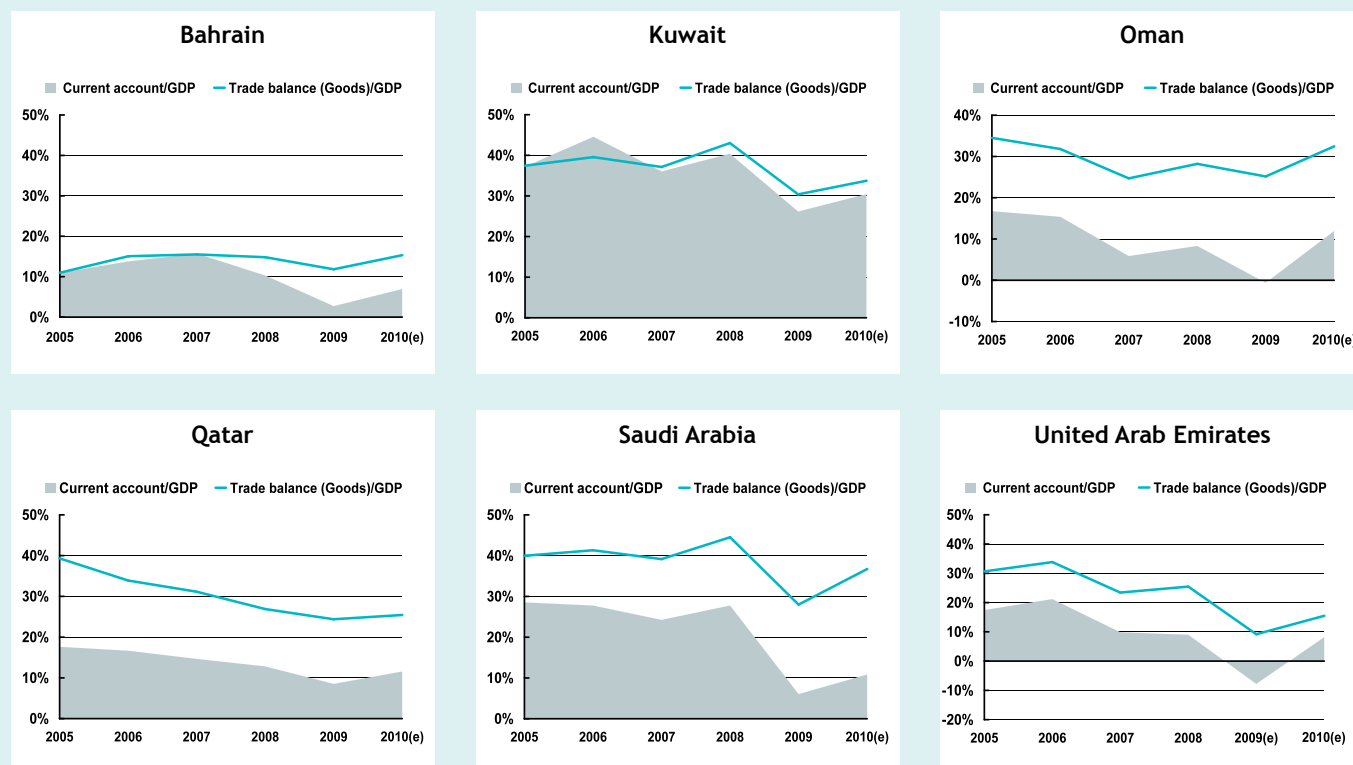 Bahrain
Current account/GDP Trade balance (Goods)/GDP
50%
40%
30%
20%
10%
0%
2005 2006 2007 2008 2009 2010(e)
Kuwait
Current account/GDP Trade balance (Goods)/GDP
50%
40%
30%
20%
10%
0%
2005 2006 2007 2008 2009 2010(e)
Oman
Current account/GDP Trade balance (Goods)/GDP
40%
30%
20%
10%
0%
-10%
2005 2006 2007 2008 2009 2010(e)
Qatar
Current account/GDP Trade balance (Goods)/GDP
50%
40%
30%
20%
10%
0%
2005 2006 2007 2008 2009 2010(e)
Saudi Arabia
Current account/GDP Trade balance (Goods)/GDP
50%
40%
30%
20%
10%
0%
2005 2006 2007 2008 2009 2010(e)
United Arab Emirates
Current account/GDP Trade balance (Goods)/GDP
50%
40%
30%
20%
10%
0%
-10%
-20%
2005 2006 2007 2008 2009(e) 2010(e)